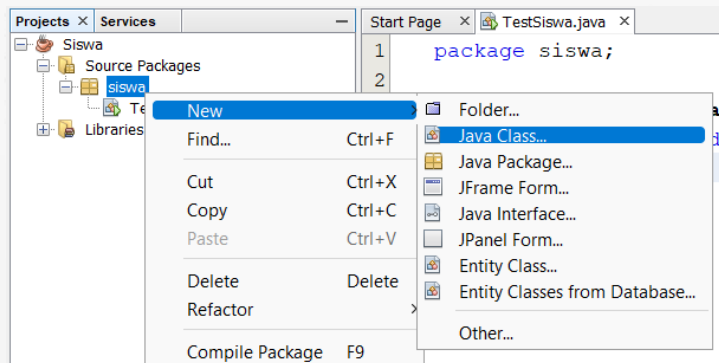 Projects × Services
Start Page × TestSiswa.java ×
Siswa
Source Packages
siswa
Te
Libraries
1 package siswa;
2
New
Find... Ctrl+F
Cut Ctrl+X
Copy Ctrl+C
Paste Ctrl+V
Delete Delete
Refactor
Compile Package F9
Folder...
Java Class...
Java Package...
JFrame Form...
Java Interface...
JPanel Form...
Entity Class...
Entity Classes from Database...
Other...